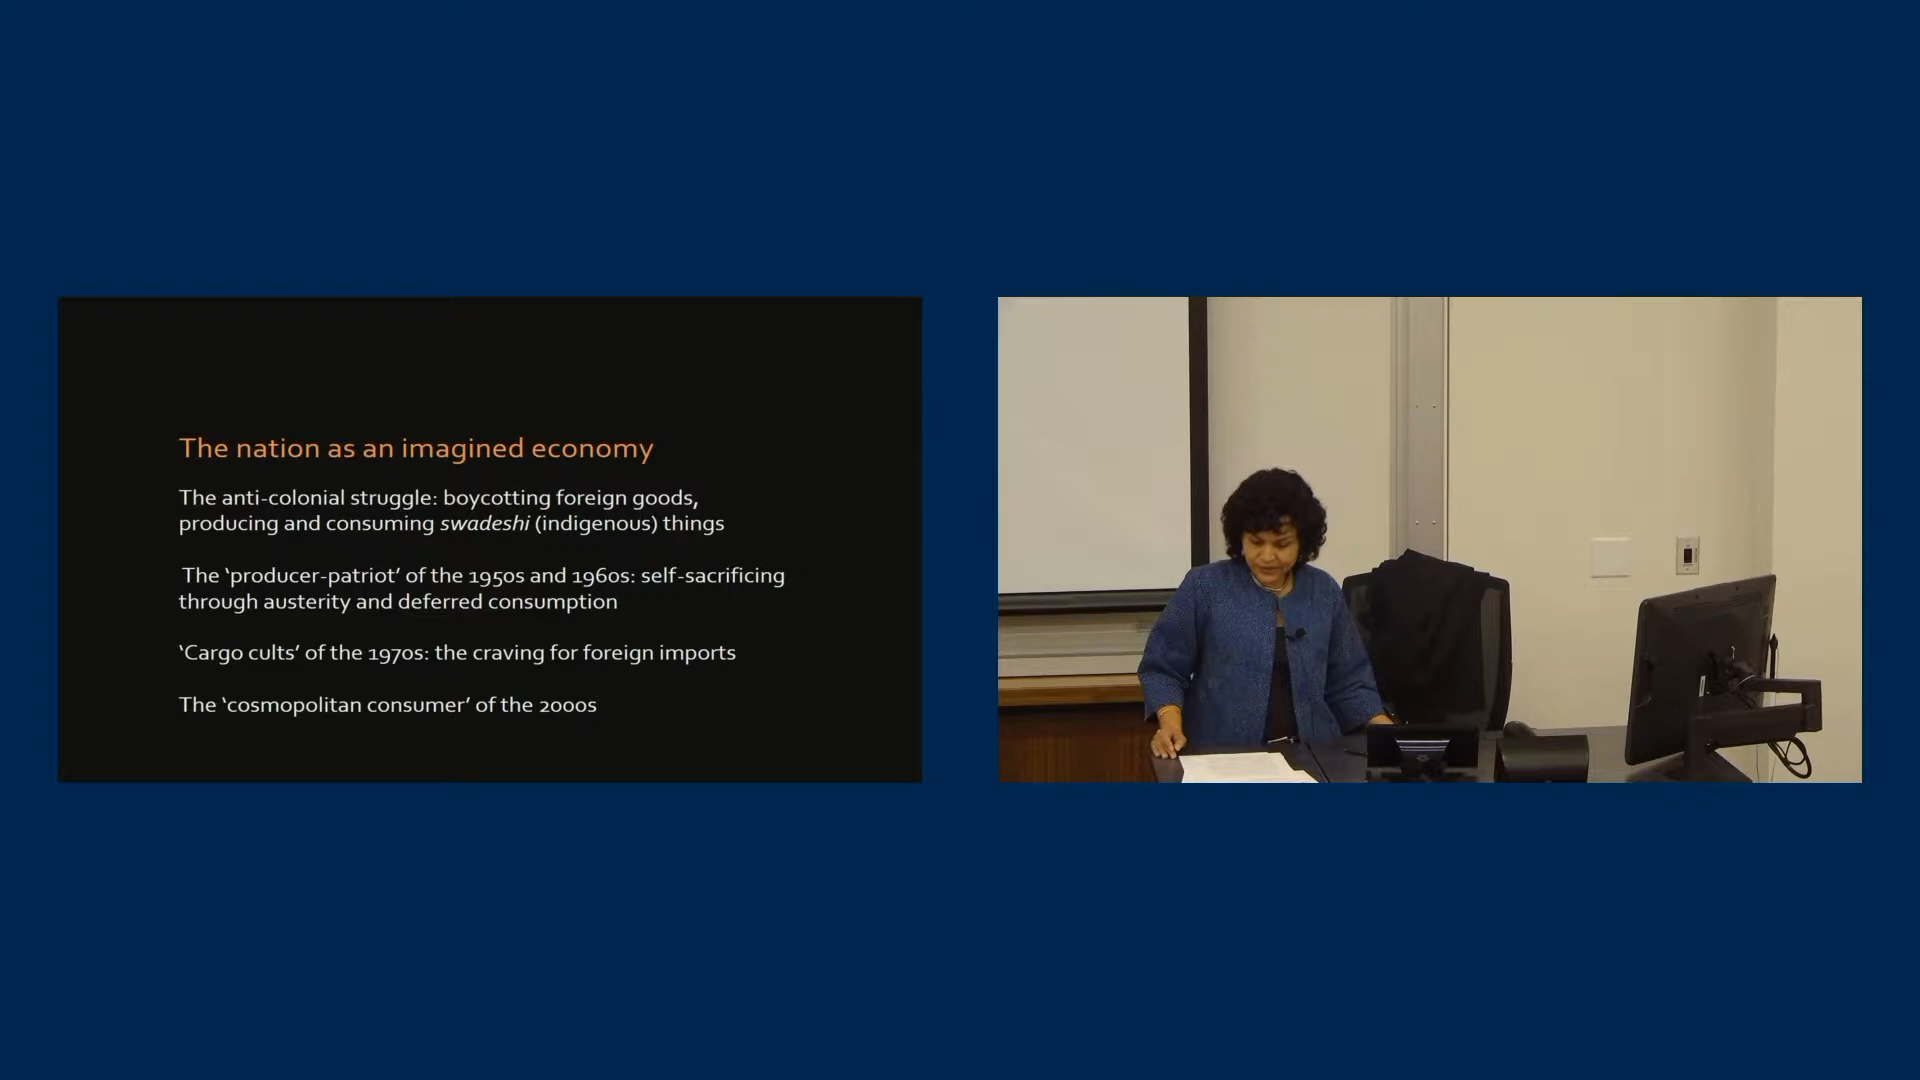 The nation as an imagined economy
The anti-colonial struggle: boycotting foreign goods,
producing and consuming swadeshi (indigenous) things
The ‘producer-patriot’ of the 1950s and 1960s: self-sacrificing
through austerity and deferred consumption
‘Cargo cults’ of the 1970s: the craving for foreign imports
The ‘cosmopolitan consumer’ of the 2000s